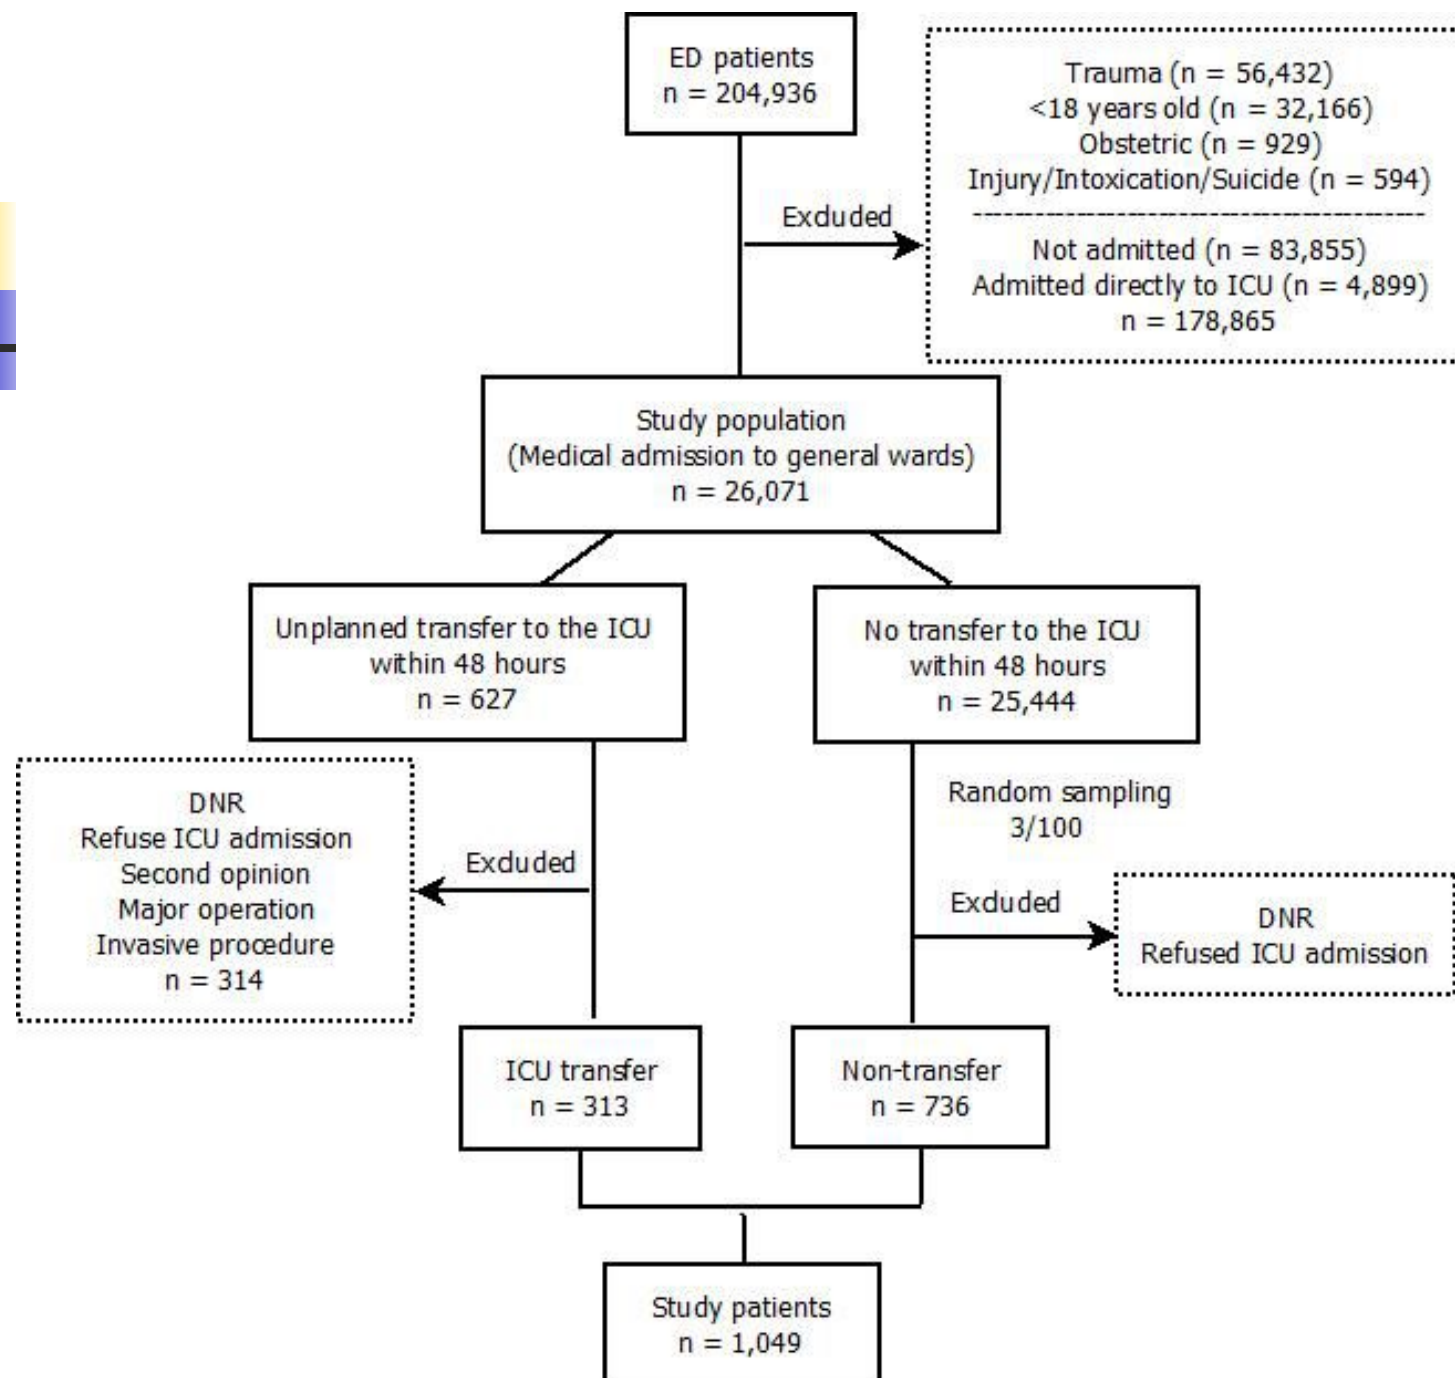 ED patients
n = 204,936
Trauma (n = 56,432)
<18 years old (n = 32,166)
Obstetric (n = 929)
Injury/Intoxication/Suicide (n = 594)
--------------------------------------------
Not admitted (n = 83,855)
Admitted directly to ICU (n = 4,899)
n = 178,865
Excluded
Study population
(Medical admission to general wards)
n = 26,071
Unplanned transfer to the ICU
within 48 hours
n = 627
No transfer to the ICU
within 48 hours
n = 25,444
DNR
Refuse ICU admission
Second opinion
Major operation
Invasive procedure
n = 314
Excluded
Random sampling
3/100
Excluded
DNR
Refused ICU admission
ICU transfer
n = 313
Non-transfer
n = 736
Study patients
n = 1,049